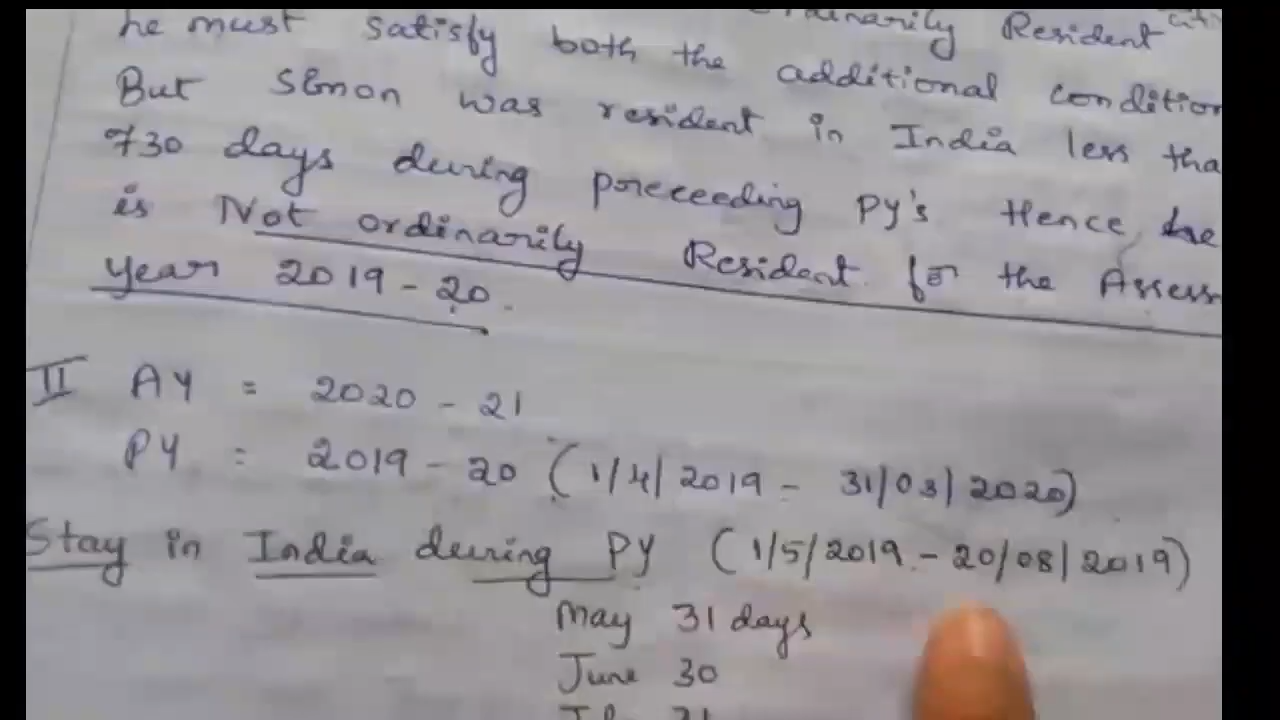 Ordinarily Resident
he must satisfy both the additional condition
But Simon was resident in India less tha
730 days during preceeding PY's Hence, he
is Not ordinarily Resident for the Assess
year 2019 - 20.
II AY = 2020 - 21
PY = 2019 - 20 (1/4/2019 - 31/03/2020)
Stay in India during PY (1/5/2019 - 20/08/2019)
May 31 days
June 30